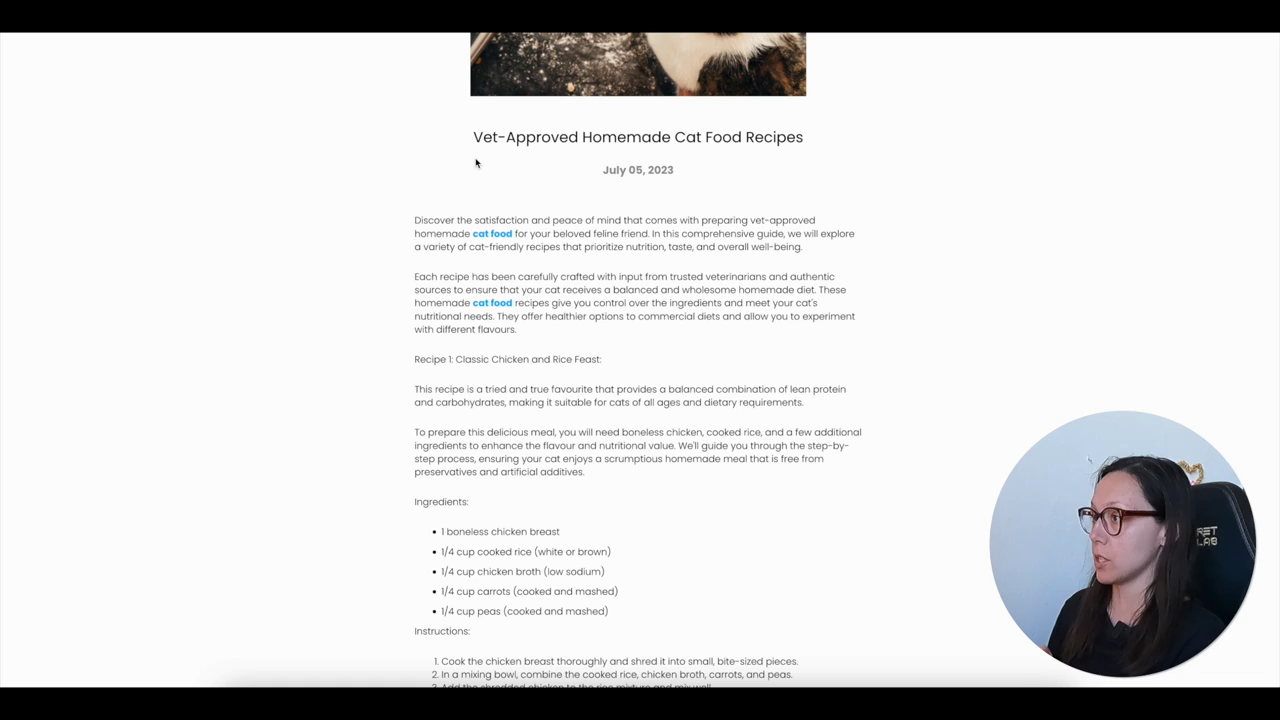 Vet-Approved Homemade Cat Food Recipes
July 05, 2023
Discover the satisfaction and peace of mind that comes with preparing vet-approved
homemade cat food for your beloved feline friend. In this comprehensive guide, we will explore
a variety of cat-friendly recipes that prioritize nutrition, taste, and overall well-being.
Each recipe has been carefully crafted with input from trusted veterinarians and authentic
sources to ensure that your cat receives a balanced and wholesome homemade diet. These
homemade cat food recipes give you control over the ingredients and meet your cat's
nutritional needs. They offer healthier options to commercial diets and allow you to experiment
with different flavours.
Recipe 1: Classic Chicken and Rice Feast:
This recipe is a tried and true favourite that provides a balanced combination of lean protein
and carbohydrates, making it suitable for cats of all ages and dietary requirements.
To prepare this delicious meal, you will need boneless chicken, cooked rice, and a few additional
ingredients to enhance the flavour and nutritional value. We'll guide you through the step-by-
step process, ensuring your cat enjoys a scrumptious homemade meal that is free from
preservatives and artificial additives.
Ingredients:
• 1 boneless chicken breast
• 1/4 cup cooked rice (white or brown)
• 1/4 cup chicken broth (low sodium)
• 1/4 cup carrots (cooked and mashed)
• 1/4 cup peas (cooked and mashed)
Instructions:
1. Cook the chicken breast thoroughly and shred it into small, bite-sized pieces.
2. In a mixing bowl, combine the cooked rice, chicken broth, carrots, and peas.
3. Add the shredded chicken to the rice mixture and mix well.